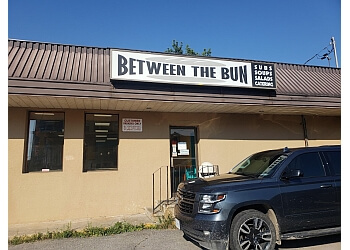 BETWEEN THE BUN
SUBS
SOUPS
SALADS
CATERING